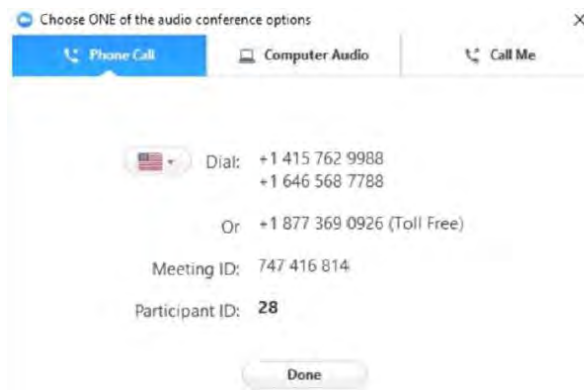 Choose ONE of the audio conference options
Phone Call
Computer Audio
Call Me
Dial: +1 415 762 9988
+1 646 568 7788
Or +1 877 369 0926 (Toll Free)
Meeting ID: 747 416 814
Participant ID: 28
Done